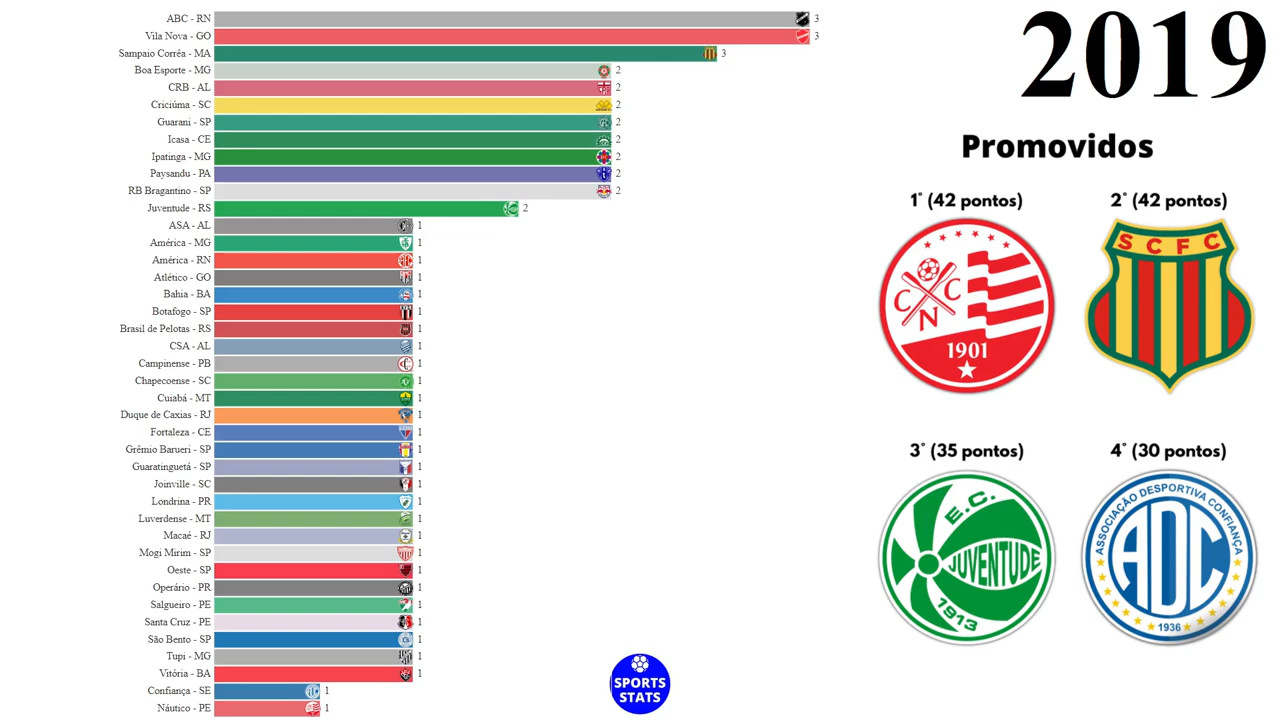 ABC - RN 3
Vila Nova - GO 3
Sampaio Corrêa - MA 3
Boa Esporte - MG 2
CRB - AL 2
Criciúma - SC 2
Guarani - SP 2
Icasa - CE 2
Ipatinga - MG 2
Paysandu - PA 2
RB Bragantino - SP 2
Juventude - RS 2
ASA - AL 1
América - MG 1
América - RN 1
Atlético - GO 1
Bahia - BA 1
Botafogo - SP 1
Brasil de Pelotas - RS 1
CSA - AL 1
Campinense - PB 1
Chapecoense - SC 1
Cuiabá - MT 1
Duque de Caxias - RJ 1
Fortaleza - CE 1
Grêmio Barueri - SP 1
Guaratinguetá - SP 1
Joinville - SC 1
Londrina - PR 1
Luverdense - MT 1
Macaé - RJ 1
Mogi Mirim - SP 1
Oeste - SP 1
Operário - PR 1
Salgueiro - PE 1
Santa Cruz - PE 1
São Bento - SP 1
Tupi - MG 1
Vitória - BA 1
Confiança - SE 1
Náutico - PE 1
2019
Promovidos
1° (42 pontos)
2° (42 pontos)
C N C
1901
S C F C
3° (35 pontos)
4° (30 pontos)
E.C.
JUVENTUDE
1913
ASSOCIAÇÃO DESPORTIVA CONFIANÇA
ADC
1936
SPORTS
STATS